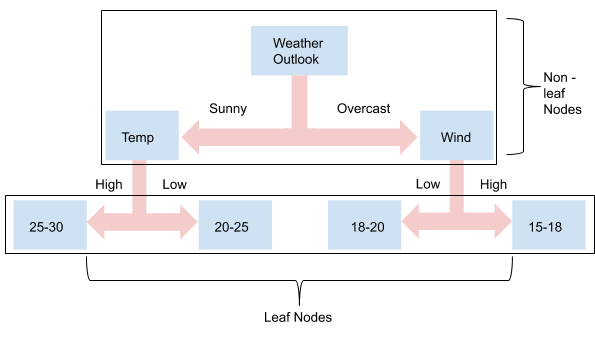 Weather
Outlook
Non -
leaf
Nodes
Sunny
Overcast
Temp
Wind
High
Low
Low
High
25-30
20-25
18-20
15-18
Leaf Nodes